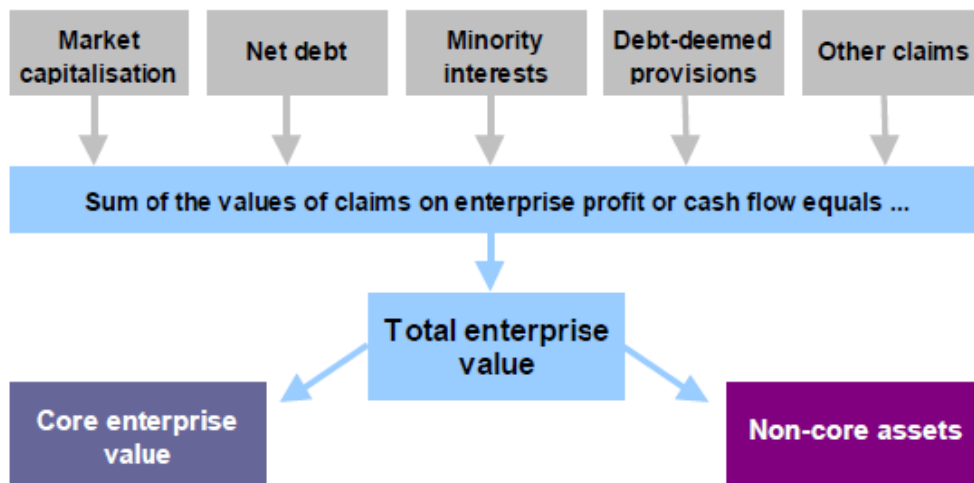 Market
capitalisation
Net debt
Minority
interests
Debt-deemed
provisions
Other claims
Sum of the values of claims on enterprise profit or cash flow equals ...
Total enterprise
value
Core enterprise
value
Non-core assets